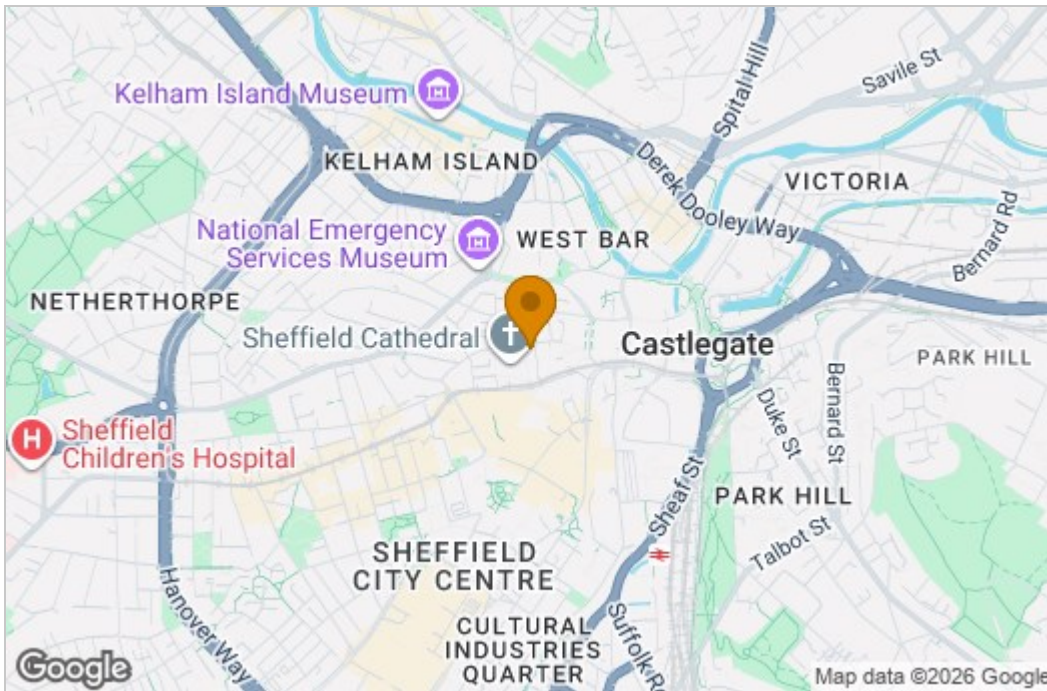 Savile St
Spital Hill
Kelham Island Museum
KELHAM ISLAND
Derek Dooley Way
VICTORIA
Bernard Rd
National Emergency
Services Museum
WEST BAR
NETHERTHORPE
Sheffield Cathedral
Castlegate
PARK HILL
Bernard St
Duke St
H
Sheffield
Children's Hospital
Sheaf St
PARK HILL
Talbot St
SHEFFIELD
CITY CENTRE
Hanover Way
CULTURAL
INDUSTRIES
QUARTER
Suffolk R
Google
Map data ©2026 Google